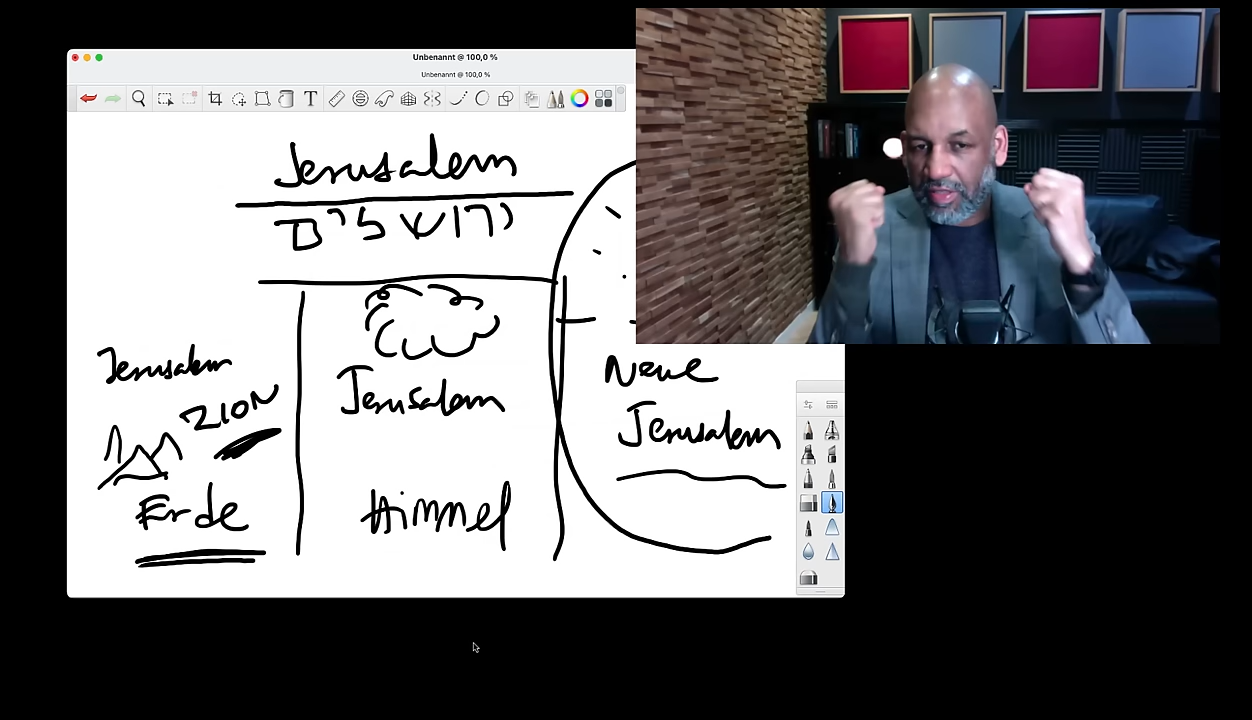 Unbenannt @ 100,0 %
Unbenannt @ 100,0 %
T
Jerusalem
ירושלים
Jerusalem
ZION
Erde
Jerusalem
Himmel
Neue
Jerusalem